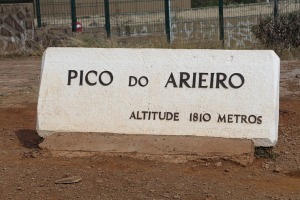 PICO DO ARIEIRO
ALTITUDE 1810 METROS